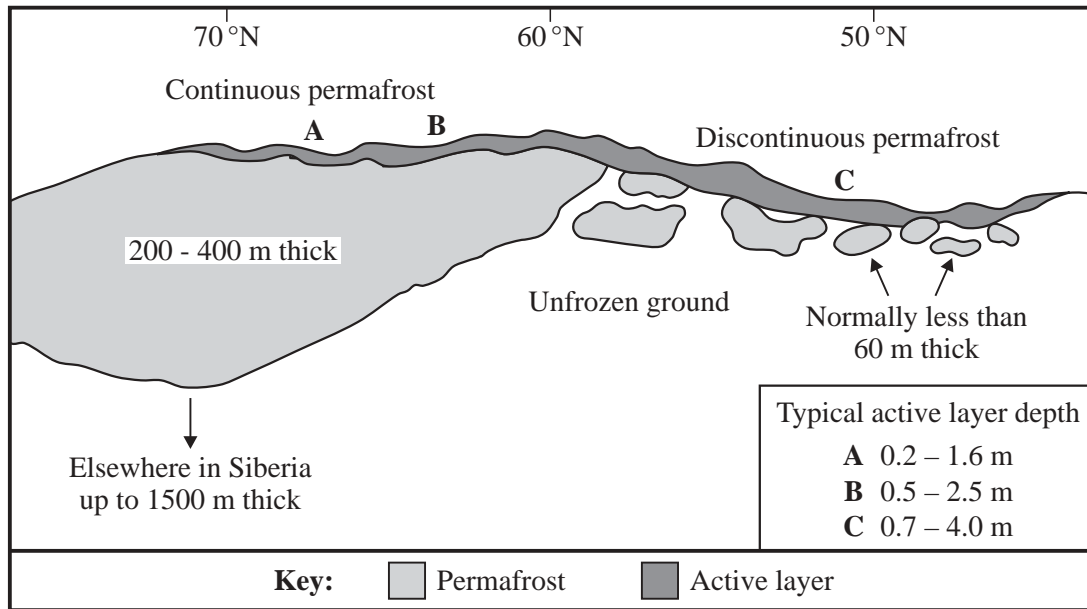 70 °N 60 °N 50 °N
Continuous permafrost
A B
Discontinuous permafrost
C
200 - 400 m thick
Unfrozen ground
Normally less than
60 m thick
Elsewhere in Siberia
up to 1500 m thick
Typical active layer depth
A 0.2 – 1.6 m
B 0.5 – 2.5 m
C 0.7 – 4.0 m
Key: Permafrost Active layer